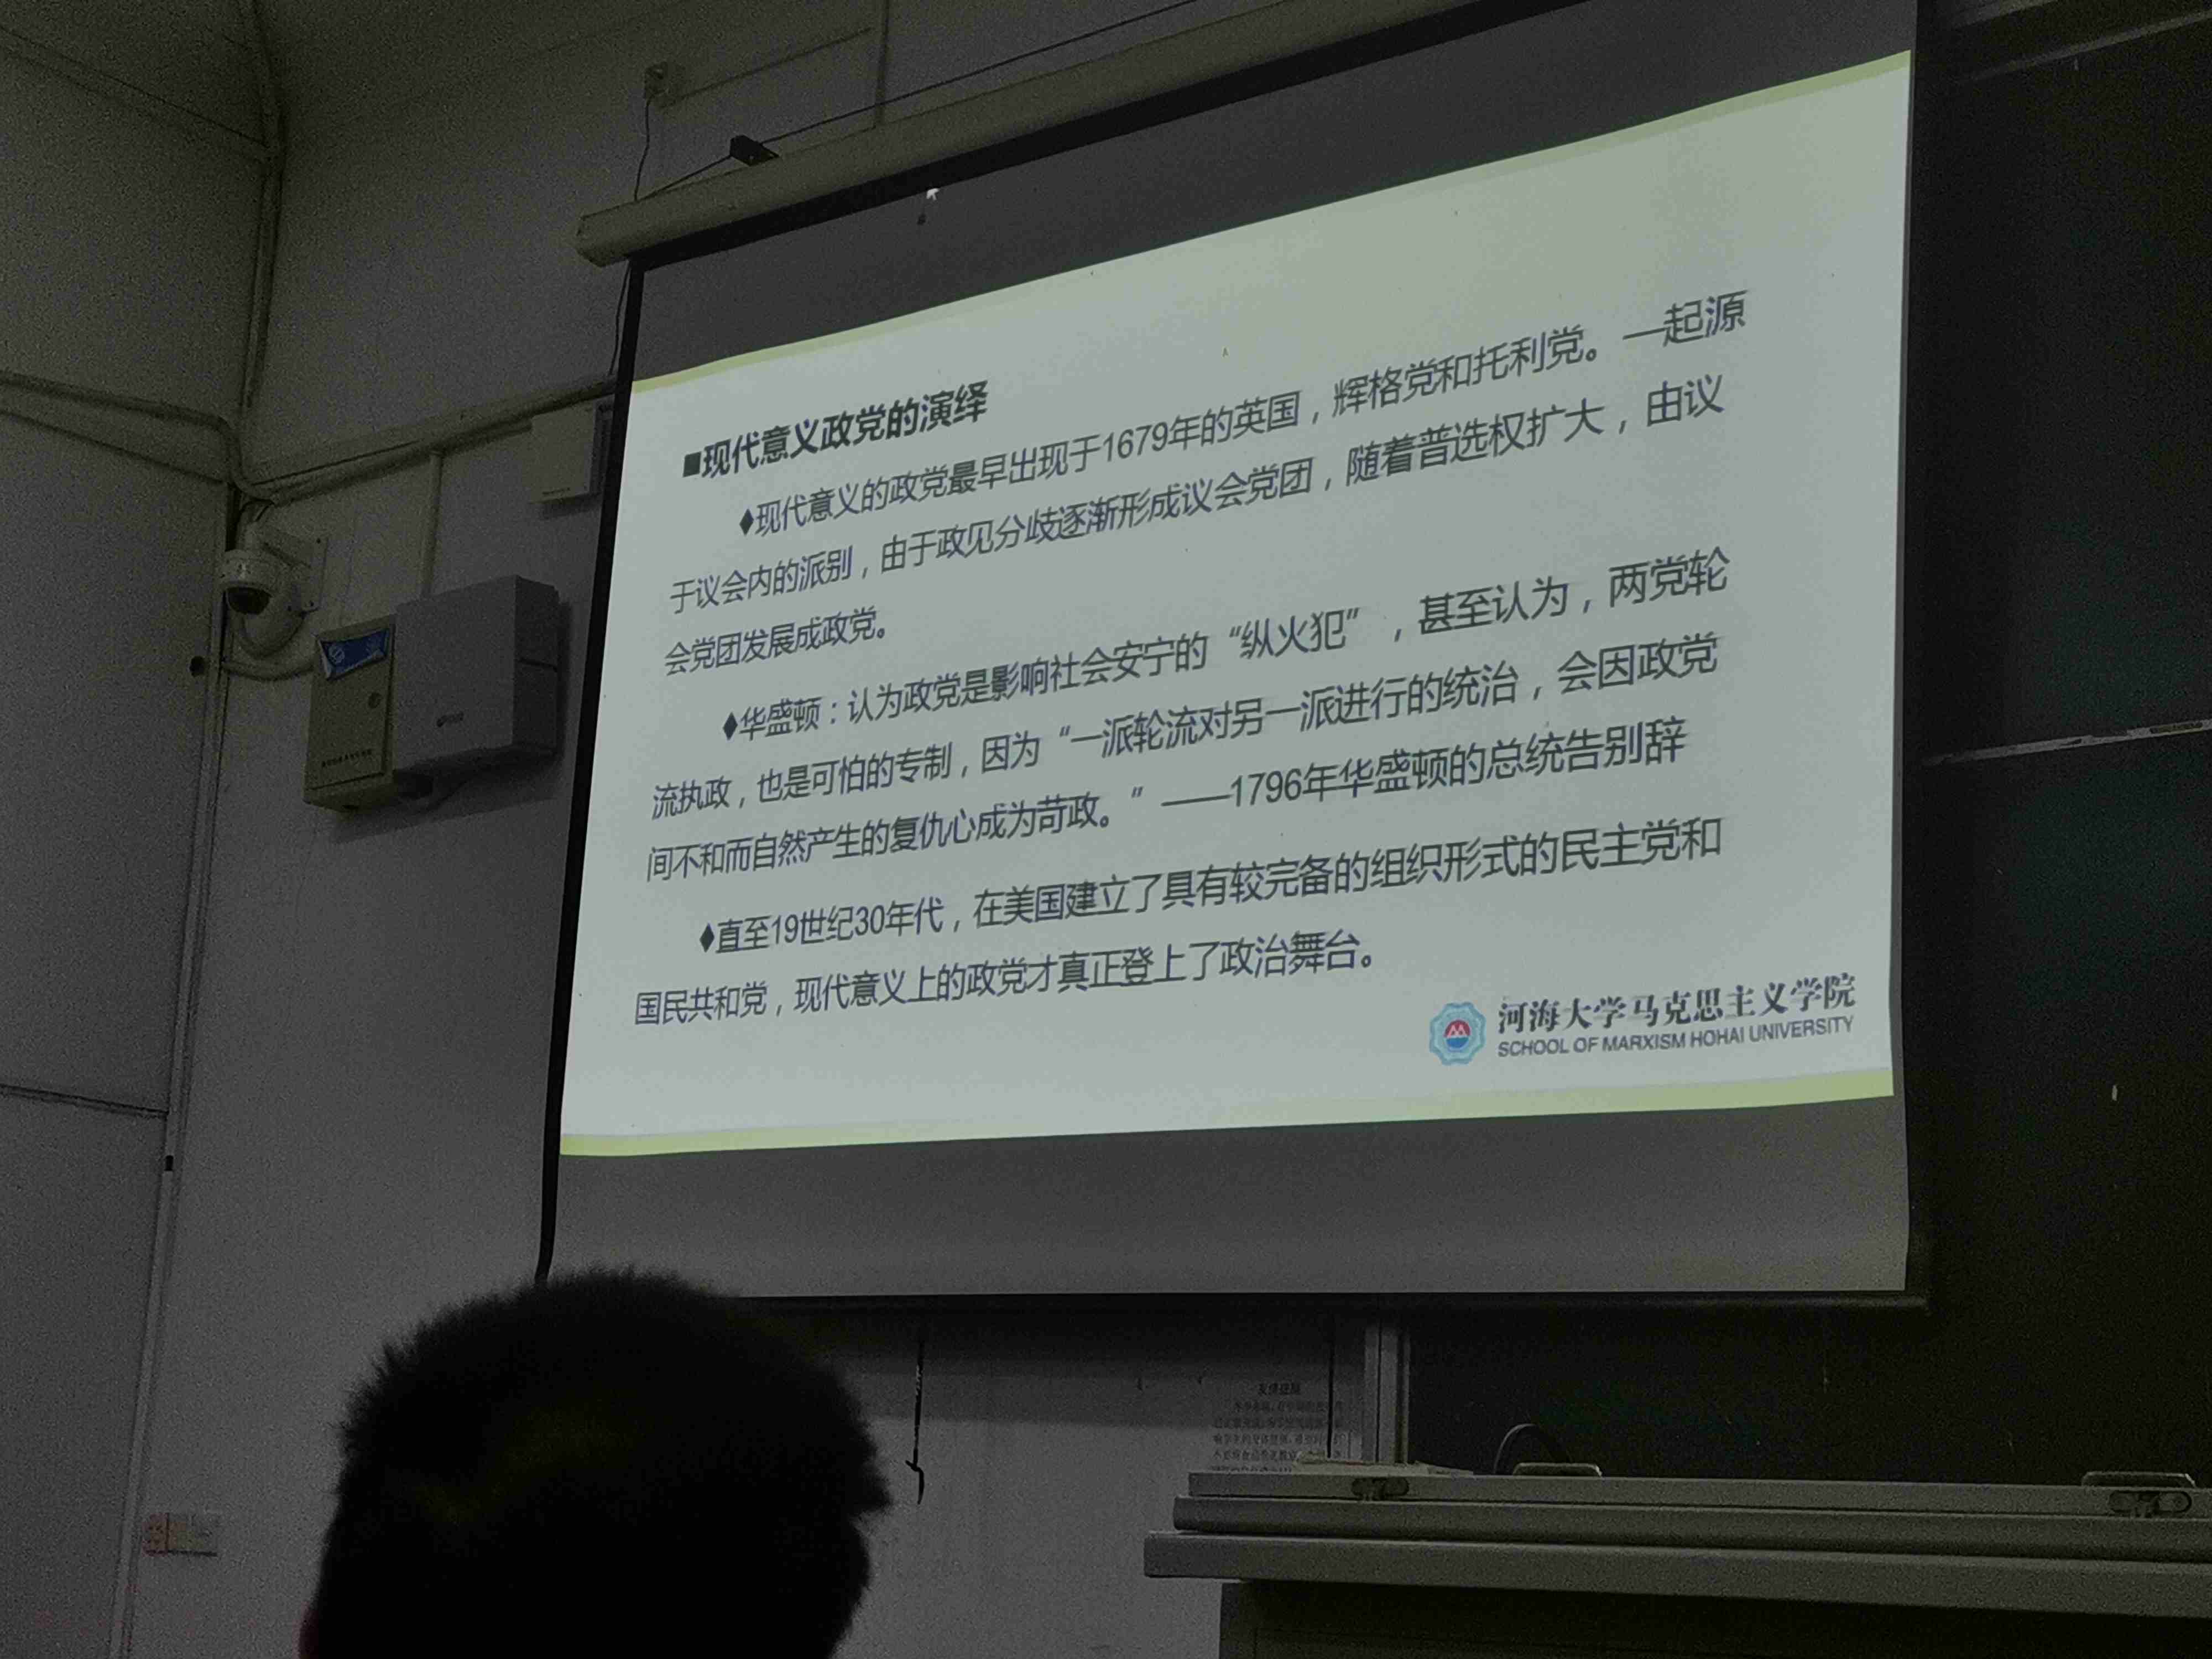 ■现代意义政党的演绎
♦现代意义的政党最早出现于1679年的英国，辉格党和托利党。—起源
于议会内的派别，由于政见分歧逐渐形成议会党团，随着普选权扩大，由议
会党团发展成政党。
♦华盛顿：认为政党是影响社会安宁的“纵火犯”，甚至认为，两党轮
流执政，也是可怕的专制，因为“一派轮流对另一派进行的统治，会因政党
间不和而自然产生的复仇心成为苛政。”——1796年华盛顿的总统告别辞
♦直至19世纪30年代，在美国建立了具有较完备的组织形式的民主党和
国民共和党，现代意义上的政党才真正登上了政治舞台。
河海大学马克思主义学院
SCHOOL OF MARXISM HOHAI UNIVERSITY